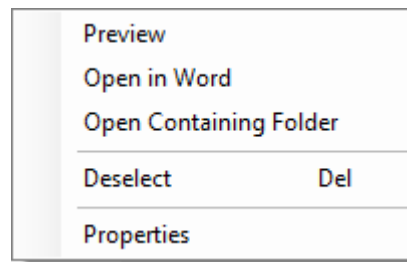 Preview
Open in Word
Open Containing Folder
Deselect Del
Properties